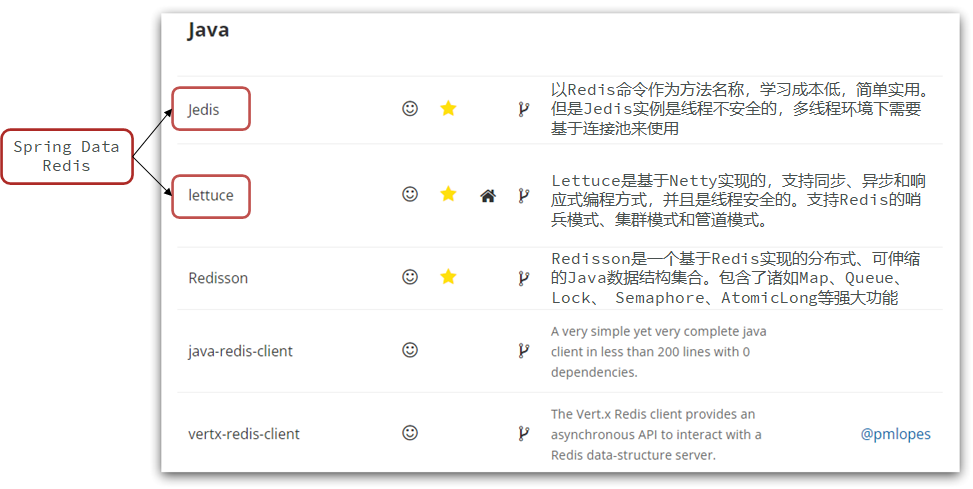 Java
Spring Data
Redis
Jedis
以Redis命令作为方法名称，学习成本低，简单实用。
但是Jedis实例是线程不安全的，多线程环境下需要
基于连接池来使用
lettuce
Lettuce是基于Netty实现的，支持同步、异步和响
应式编程方式，并且是线程安全的。支持Redis的哨
兵模式、集群模式和管道模式。
Redisson
Redisson是一个基于Redis实现的分布式、可伸缩
的Java数据结构集合。包含了诸如Map、Queue、
Lock、 Semaphore、AtomicLong等强大功能
java-redis-client
A very simple yet very complete java
client in less than 200 lines with 0
dependencies.
vertx-redis-client
The Vert.x Redis client provides an
asynchronous API to interact with a
Redis data-structure server.
@pmlopes